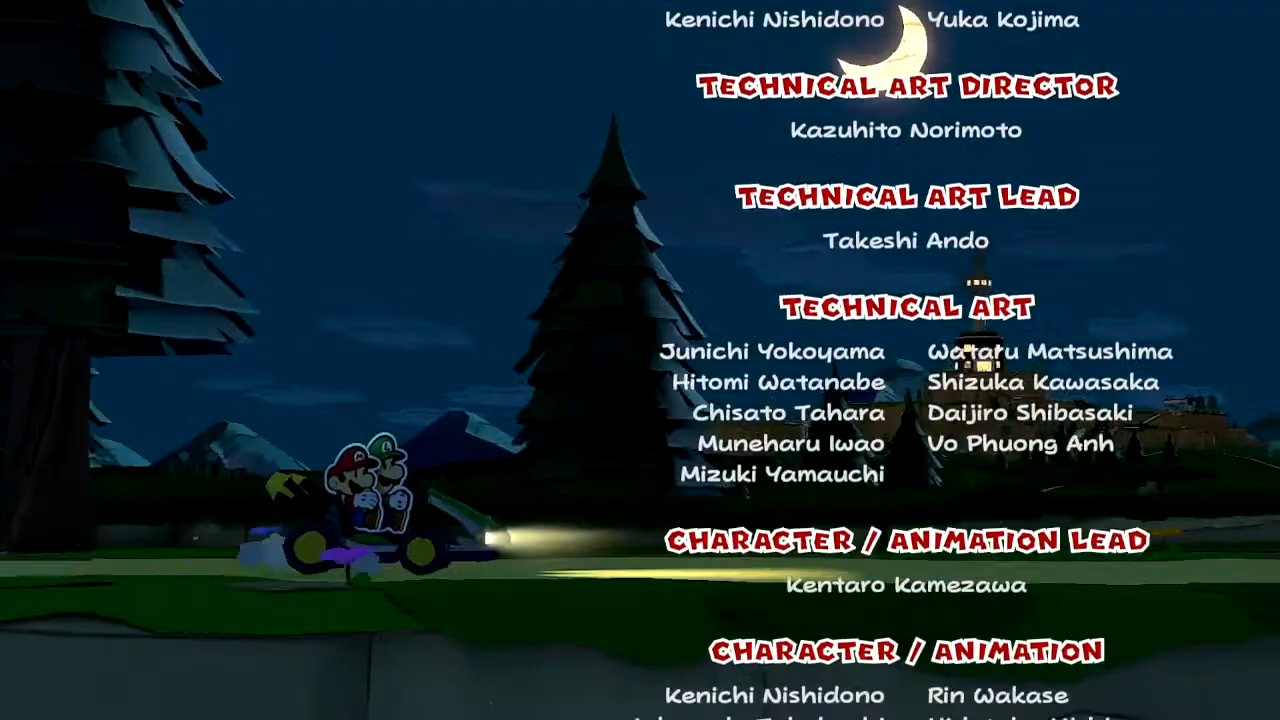 Kenichi Nishidono Yuka Kojima
TECHNICAL ART DIRECTOR
Kazuhito Norimoto
TECHNICAL ART LEAD
Takeshi Ando
TECHNICAL ART
Junichi Yokoyama Wataru Matsushima
Hitomi Watanabe Shizuka Kawasaka
Chisato Tahara Daijiro Shibasaki
Muneharu Iwao Vo Phuong Anh
Mizuki Yamauchi
CHARACTER / ANIMATION LEAD
Kentaro Kamezawa
CHARACTER / ANIMATION
Kenichi Nishidono Rin Wakase